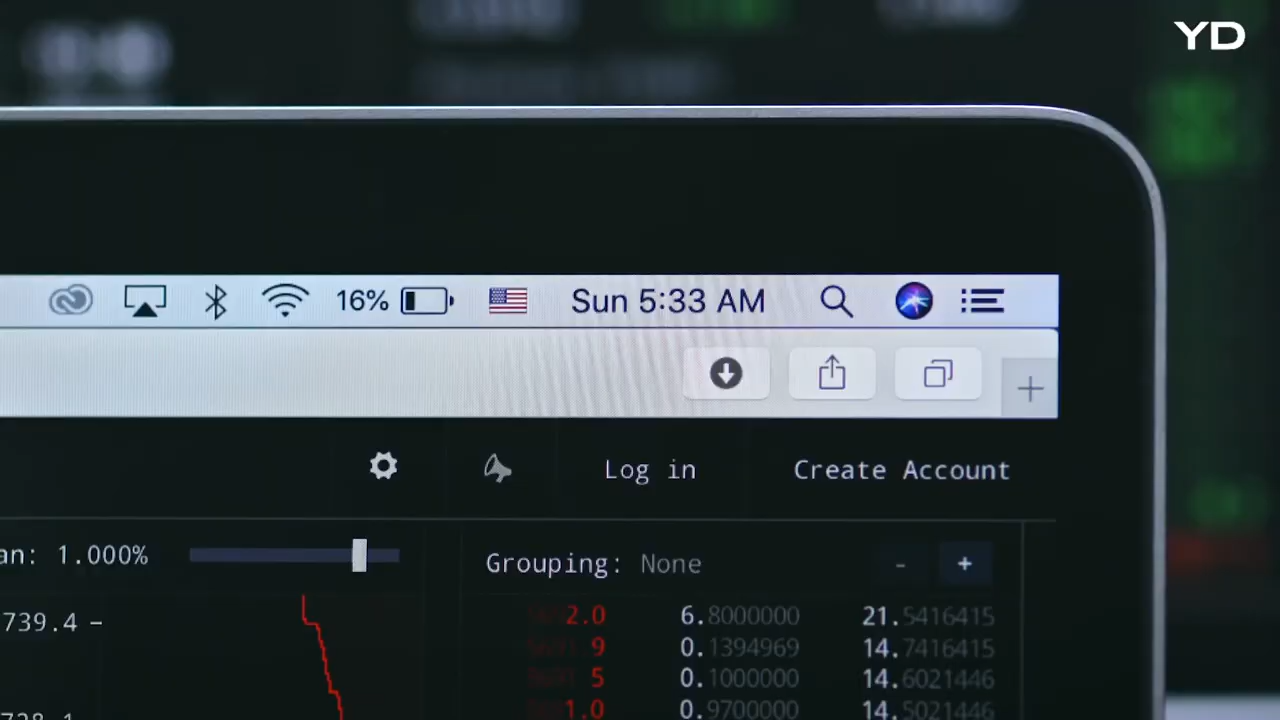 YD
16% Sun 5:33 AM
Log in Create Account
an: 1.000% Grouping: None - +
739.4 – 2.0 6.8000000 21.5416415
9 0.1394969 14.7416415
5 0.1000000 14.6021446
1.0 0.9700000 14.5021446